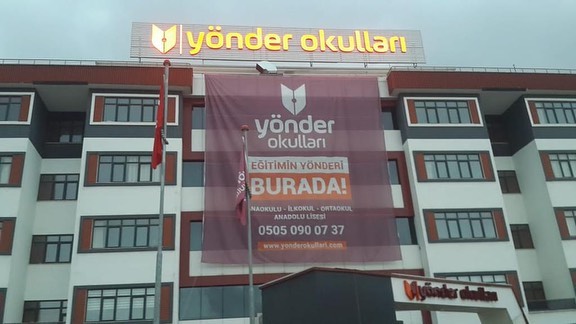 yönder okulları
yönder
okulları
EĞİTİMİN YÖNDERİ
BURADA!
ANAOKULU - İLKOKUL - ORTAOKUL
ANADOLU LİSESİ
0505 090 07 37
www.yonderokullari.com
yönder okulları